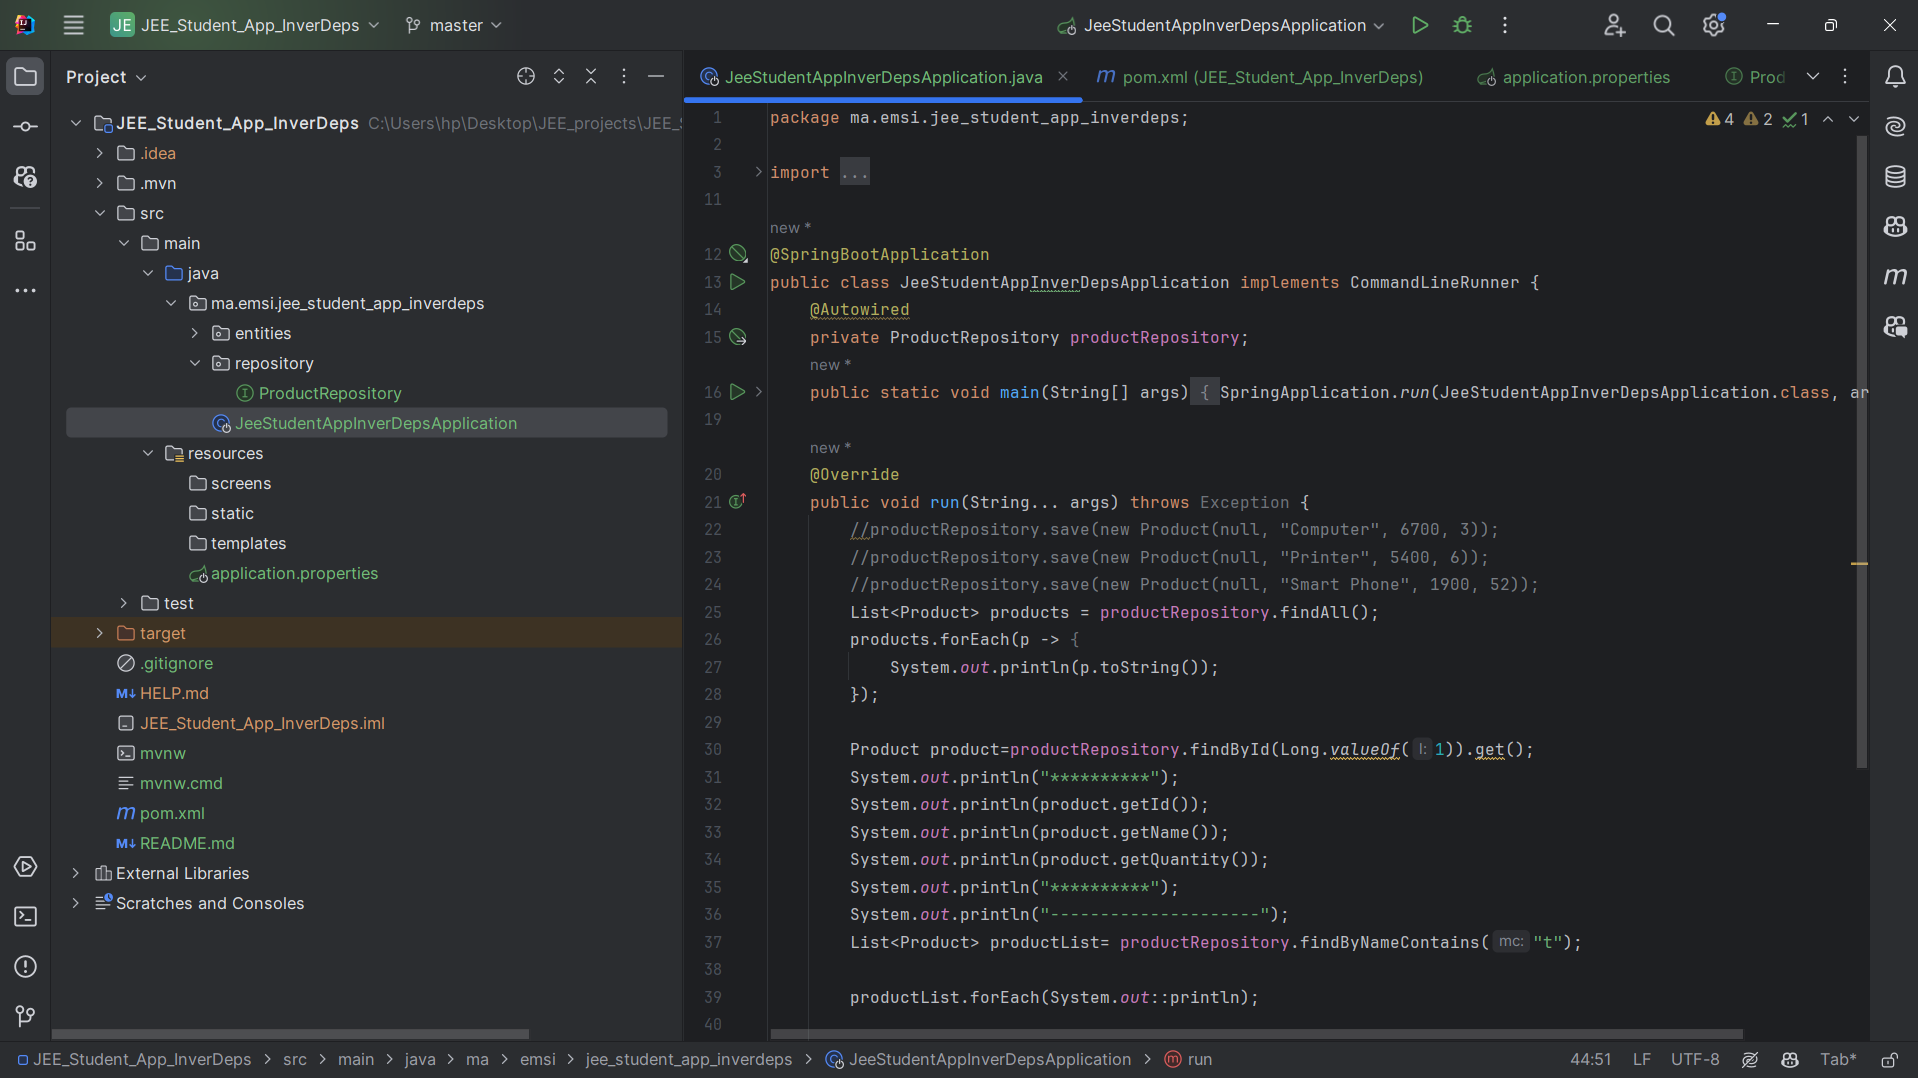 JE JEE_Student_App_InverDeps master JeeStudentAppInverDepsApplication
Project
JEE_Student_App_InverDeps C:\Users\hp\Desktop\JEE_projects\JEE_
.idea
.mvn
src
main
java
ma.emsi.jee_student_app_inverdeps
entities
repository
ProductRepository
JeeStudentAppInverDepsApplication
resources
screens
static
templates
application.properties
test
target
.gitignore
HELP.md
JEE_Student_App_InverDeps.iml
mvnw
mvnw.cmd
pom.xml
README.md
External Libraries
Scratches and Consoles
JeeStudentAppInverDepsApplication.java pom.xml (JEE_Student_App_InverDeps) application.properties Prod
4 2 1
1 package ma.emsi.jee_student_app_inverdeps;
2
3 import ...
11
new *
12 @SpringBootApplication
13 public class JeeStudentAppInverDepsApplication implements CommandLineRunner {
14 @Autowired
15 private ProductRepository productRepository;
new *
16 public static void main(String[] args) { SpringApplication.run(JeeStudentAppInverDepsApplication.class, ar
19
new *
20 @Override
21 public void run(String... args) throws Exception {
22 //productRepository.save(new Product(null, "Computer", 6700, 3));
23 //productRepository.save(new Product(null, "Printer", 5400, 6));
24 //productRepository.save(new Product(null, "Smart Phone", 1900, 52));
25 List<Product> products = productRepository.findAll();
26 products.forEach(p -> {
27 System.out.println(p.toString());
28 });
29
30 Product product=productRepository.findById(Long.valueOf( l: 1)).get();
31 System.out.println("**********");
32 System.out.println(product.getId());
33 System.out.println(product.getName());
34 System.out.println(product.getQuantity());
35 System.out.println("**********");
36 System.out.println("---------------------");
37 List<Product> productList= productRepository.findByNameContains( mc: "t");
38
39 productList.forEach(System.out::println);
40
JEE_Student_App_InverDeps > src > main > java > ma > emsi > jee_student_app_inverdeps > JeeStudentAppInverDepsApplication > run
44:51 LF UTF-8 Tab*